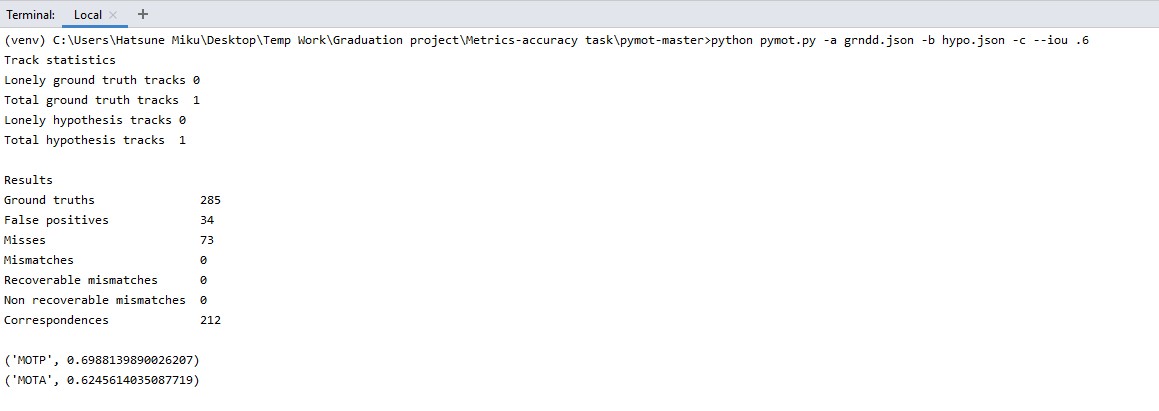 Terminal: Local × +
(venv) C:\Users\Hatsune Miku\Desktop\Temp Work\Graduation project\Metrics-accuracy task\pymot-master>python pymot.py -a grndd.json -b hypo.json -c --iou .6
Track statistics
Lonely ground truth tracks 0
Total ground truth tracks  1
Lonely hypothesis tracks 0
Total hypothesis tracks  1

Results
Ground truths               285
False positives             34
Misses                      73
Mismatches                  0
Recoverable mismatches      0
Non recoverable mismatches  0
Correspondences             212

('MOTP', 0.6988139890026207)
('MOTA', 0.6245614035087719)